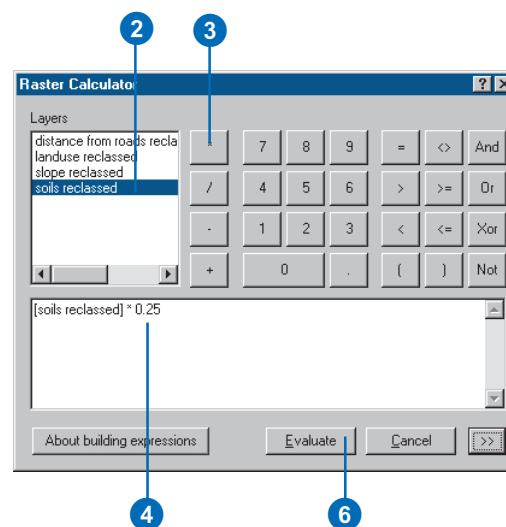 2 3
Raster Calculator ? X
Layers
distance from roads recla
landuse reclassed
slope reclassed
soils reclassed
* 7 8 9 = <> And
/ 4 5 6 > >= Or
- 1 2 3 < <= Xor
+ 0 . ( ) Not
[soils reclassed] * 0.25
About building expressions Evaluate Cancel >>
4 6